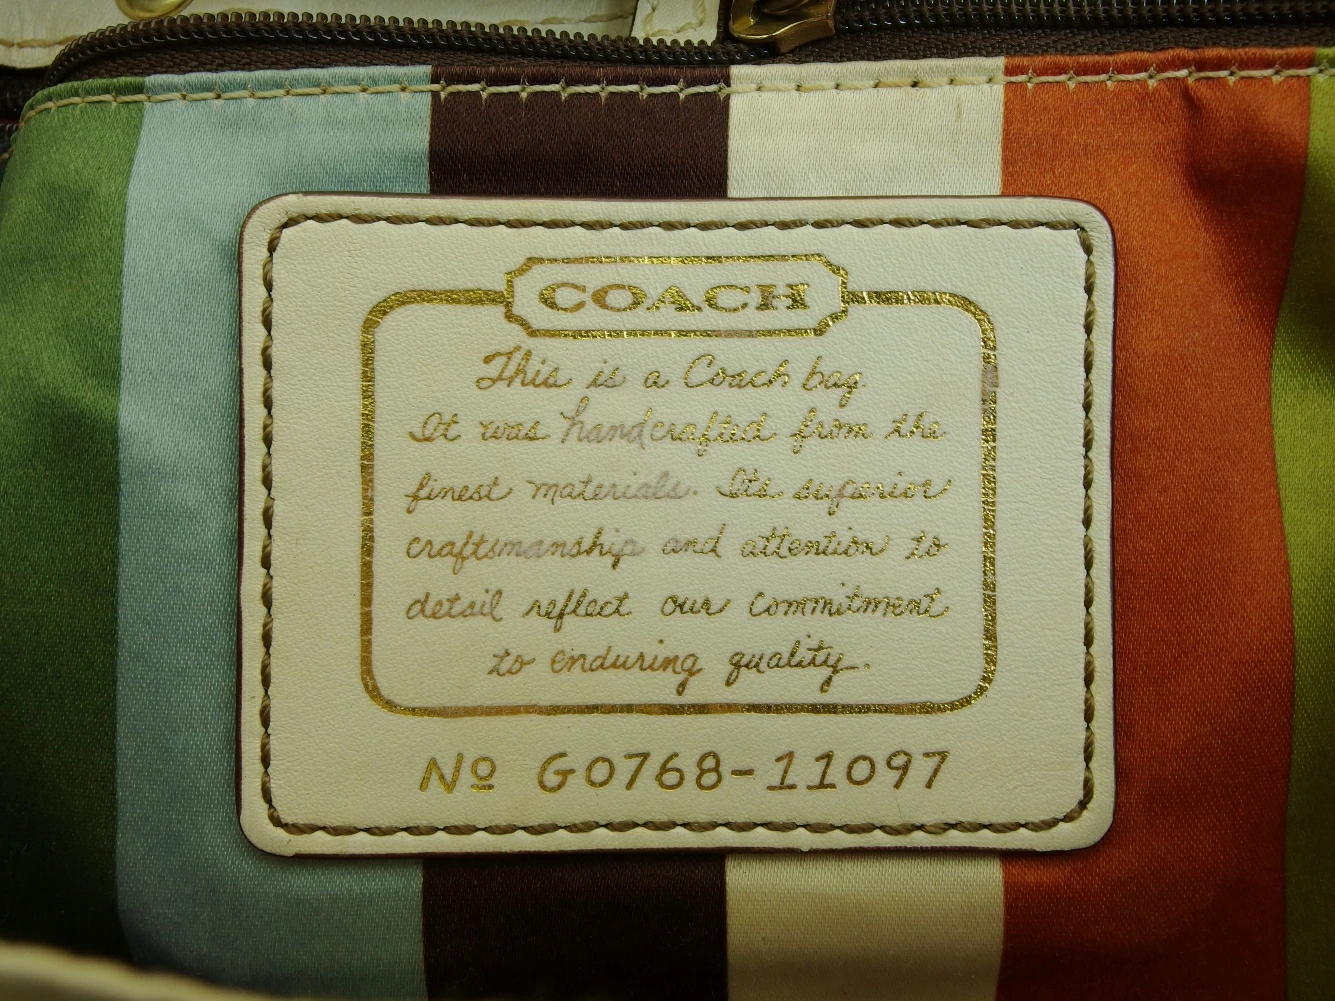 COACH
This is a Coach bag
It was handcrafted from the
finest materials. Its superior
craftsmanship and attention to
detail reflect our commitment
to enduring quality.
Nº G0768-11097